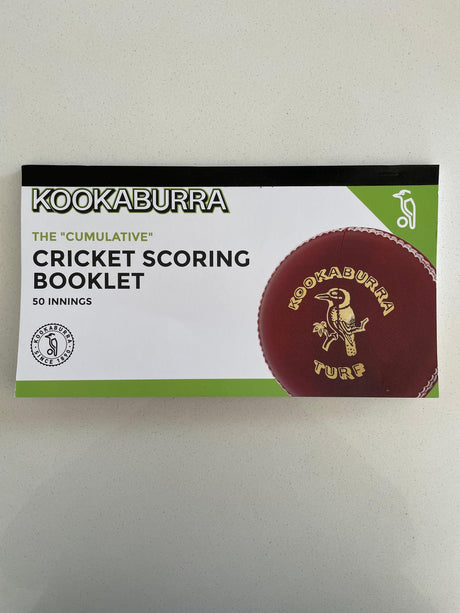 KOOKABURRA
THE "CUMULATIVE"
CRICKET SCORING
BOOKLET
50 INNINGS
KOOKABURRA
SINCE 1890
KOOKABURRA
TURF